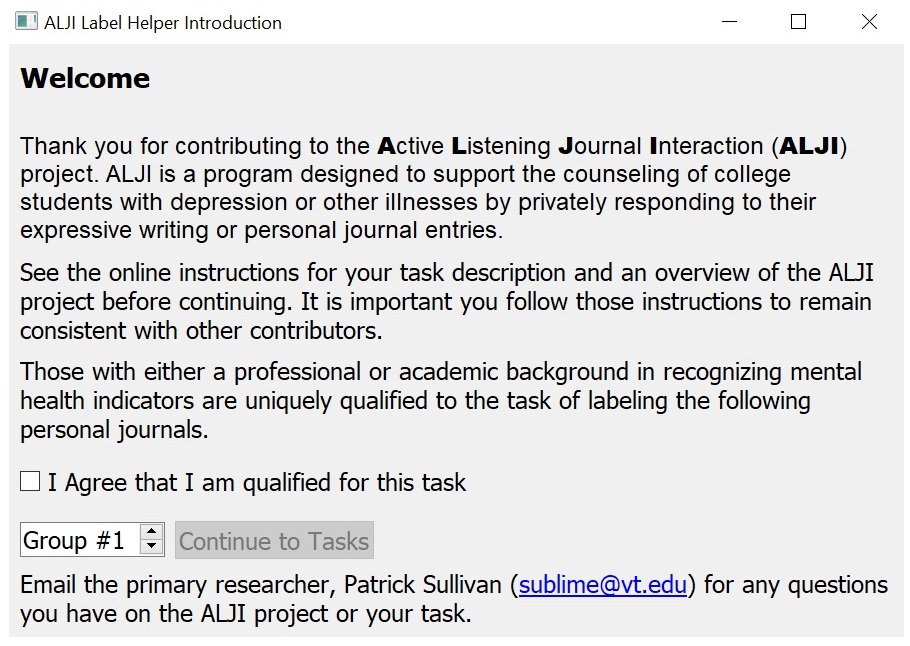 ALJI Label Helper Introduction
Welcome
Thank you for contributing to the Active Listening Journal Interaction (ALJI)
project. ALJI is a program designed to support the counseling of college
students with depression or other illnesses by privately responding to their
expressive writing or personal journal entries.
See the online instructions for your task description and an overview of the ALJI
project before continuing. It is important you follow those instructions to remain
consistent with other contributors.
Those with either a professional or academic background in recognizing mental
health indicators are uniquely qualified to the task of labeling the following
personal journals.
I Agree that I am qualified for this task
Group #1 Continue to Tasks
Email the primary researcher, Patrick Sullivan (sublime@vt.edu) for any questions
you have on the ALJI project or your task.